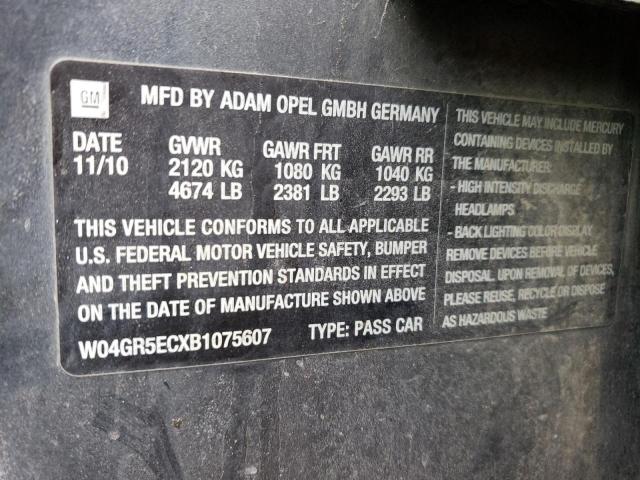 GM
MFD BY ADAM OPEL GMBH GERMANY
DATE GVWR GAWR FRT GAWR RR
11/10 2120 KG 1080 KG 1040 KG
4674 LB 2381 LB 2293 LB
THIS VEHICLE CONFORMS TO ALL APPLICABLE
U.S. FEDERAL MOTOR VEHICLE SAFETY, BUMPER
AND THEFT PREVENTION STANDARDS IN EFFECT
ON THE DATE OF MANUFACTURE SHOWN ABOVE
W04GR5ECXB1075607 TYPE: PASS CAR
THIS VEHICLE MAY INCLUDE MERCURY
CONTAINING DEVICES INSTALLED BY
THE MANUFACTURER:
- HIGH INTENSITY DISCHARGE
HEADLAMPS
- BACK LIGHTING COLOR DISPLAY
REMOVE DEVICES BEFORE VEHICLE
DISPOSAL. UPON REMOVAL OF DEVICES,
PLEASE REUSE, RECYCLE OR DISPOSE
AS HAZARDOUS WASTE